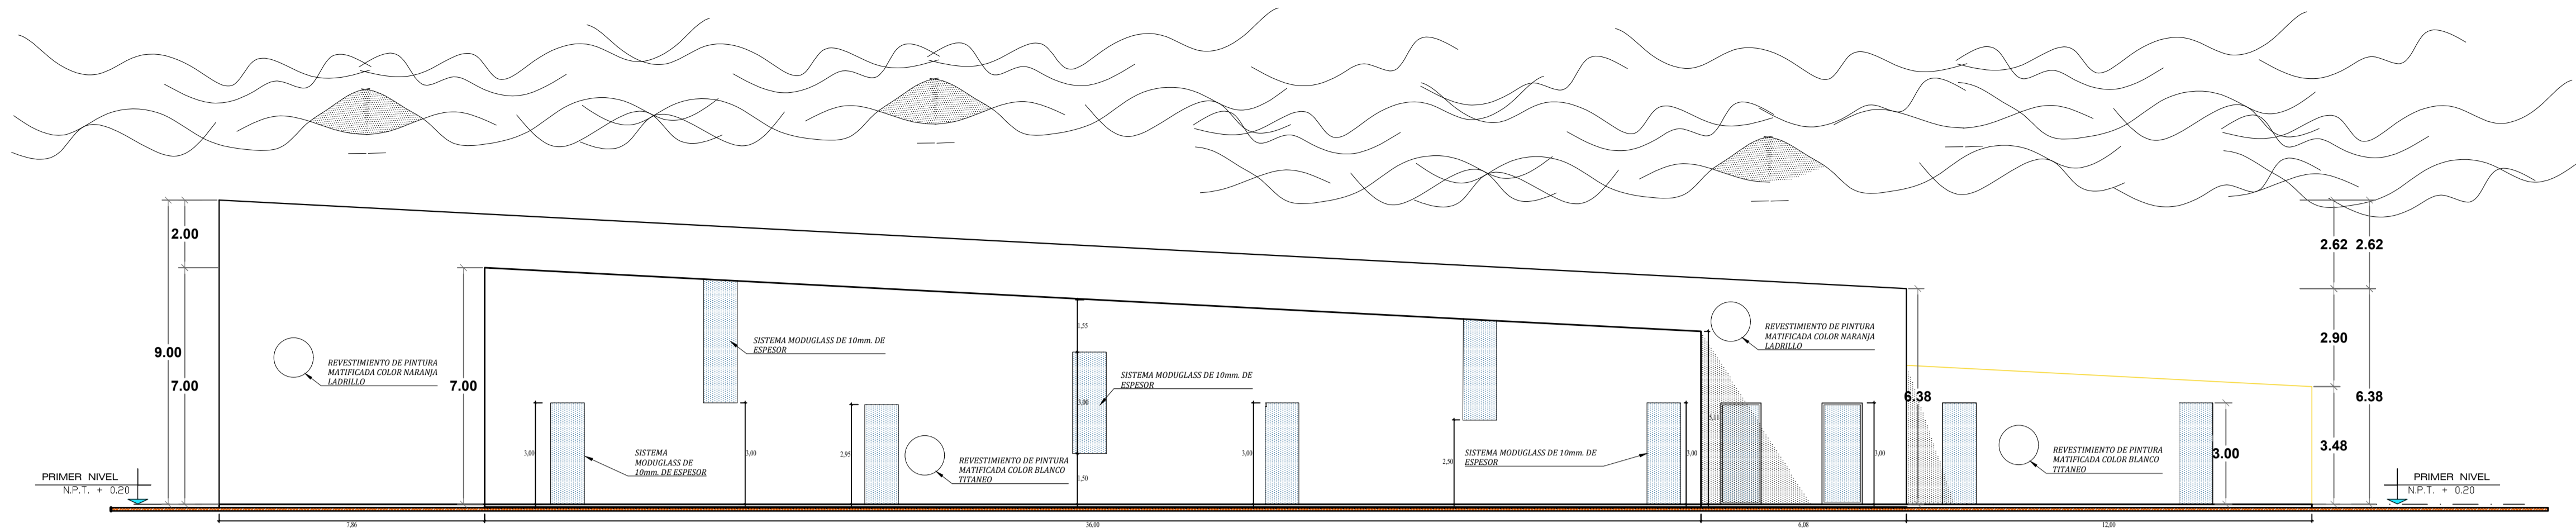 2.00
2.62
2.62
1,55
SISTEMA MODUGLASS DE 10mm. DE
ESPESOR
REVESTIMIENTO DE PINTURA
MATIFICADA COLOR NARANJA
LADRILLO
2.90
9.00
REVESTIMIENTO DE PINTURA
MATIFICADA COLOR NARANJA
LADRILLO
7.00
7.00
SISTEMA MODUGLASS DE 10mm. DE
ESPESOR
3,00
6.38
6.38
5,11
3,00
SISTEMA
MODUGLASS DE
10mm. DE ESPESOR
3,00
2,95
REVESTIMIENTO DE PINTURA
MATIFICADA COLOR BLANCO
TITANEO
3,00
2,50
SISTEMA MODUGLASS DE 10mm. DE
ESPESOR
3,00
3,00
REVESTIMIENTO DE PINTURA
MATIFICADA COLOR BLANCO
TITANEO
3.00
3.48
1,50
PRIMER NIVEL
N.P.T. + 0.20
PRIMER NIVEL
N.P.T. + 0.20
7,86
36,00
6,08
12,00